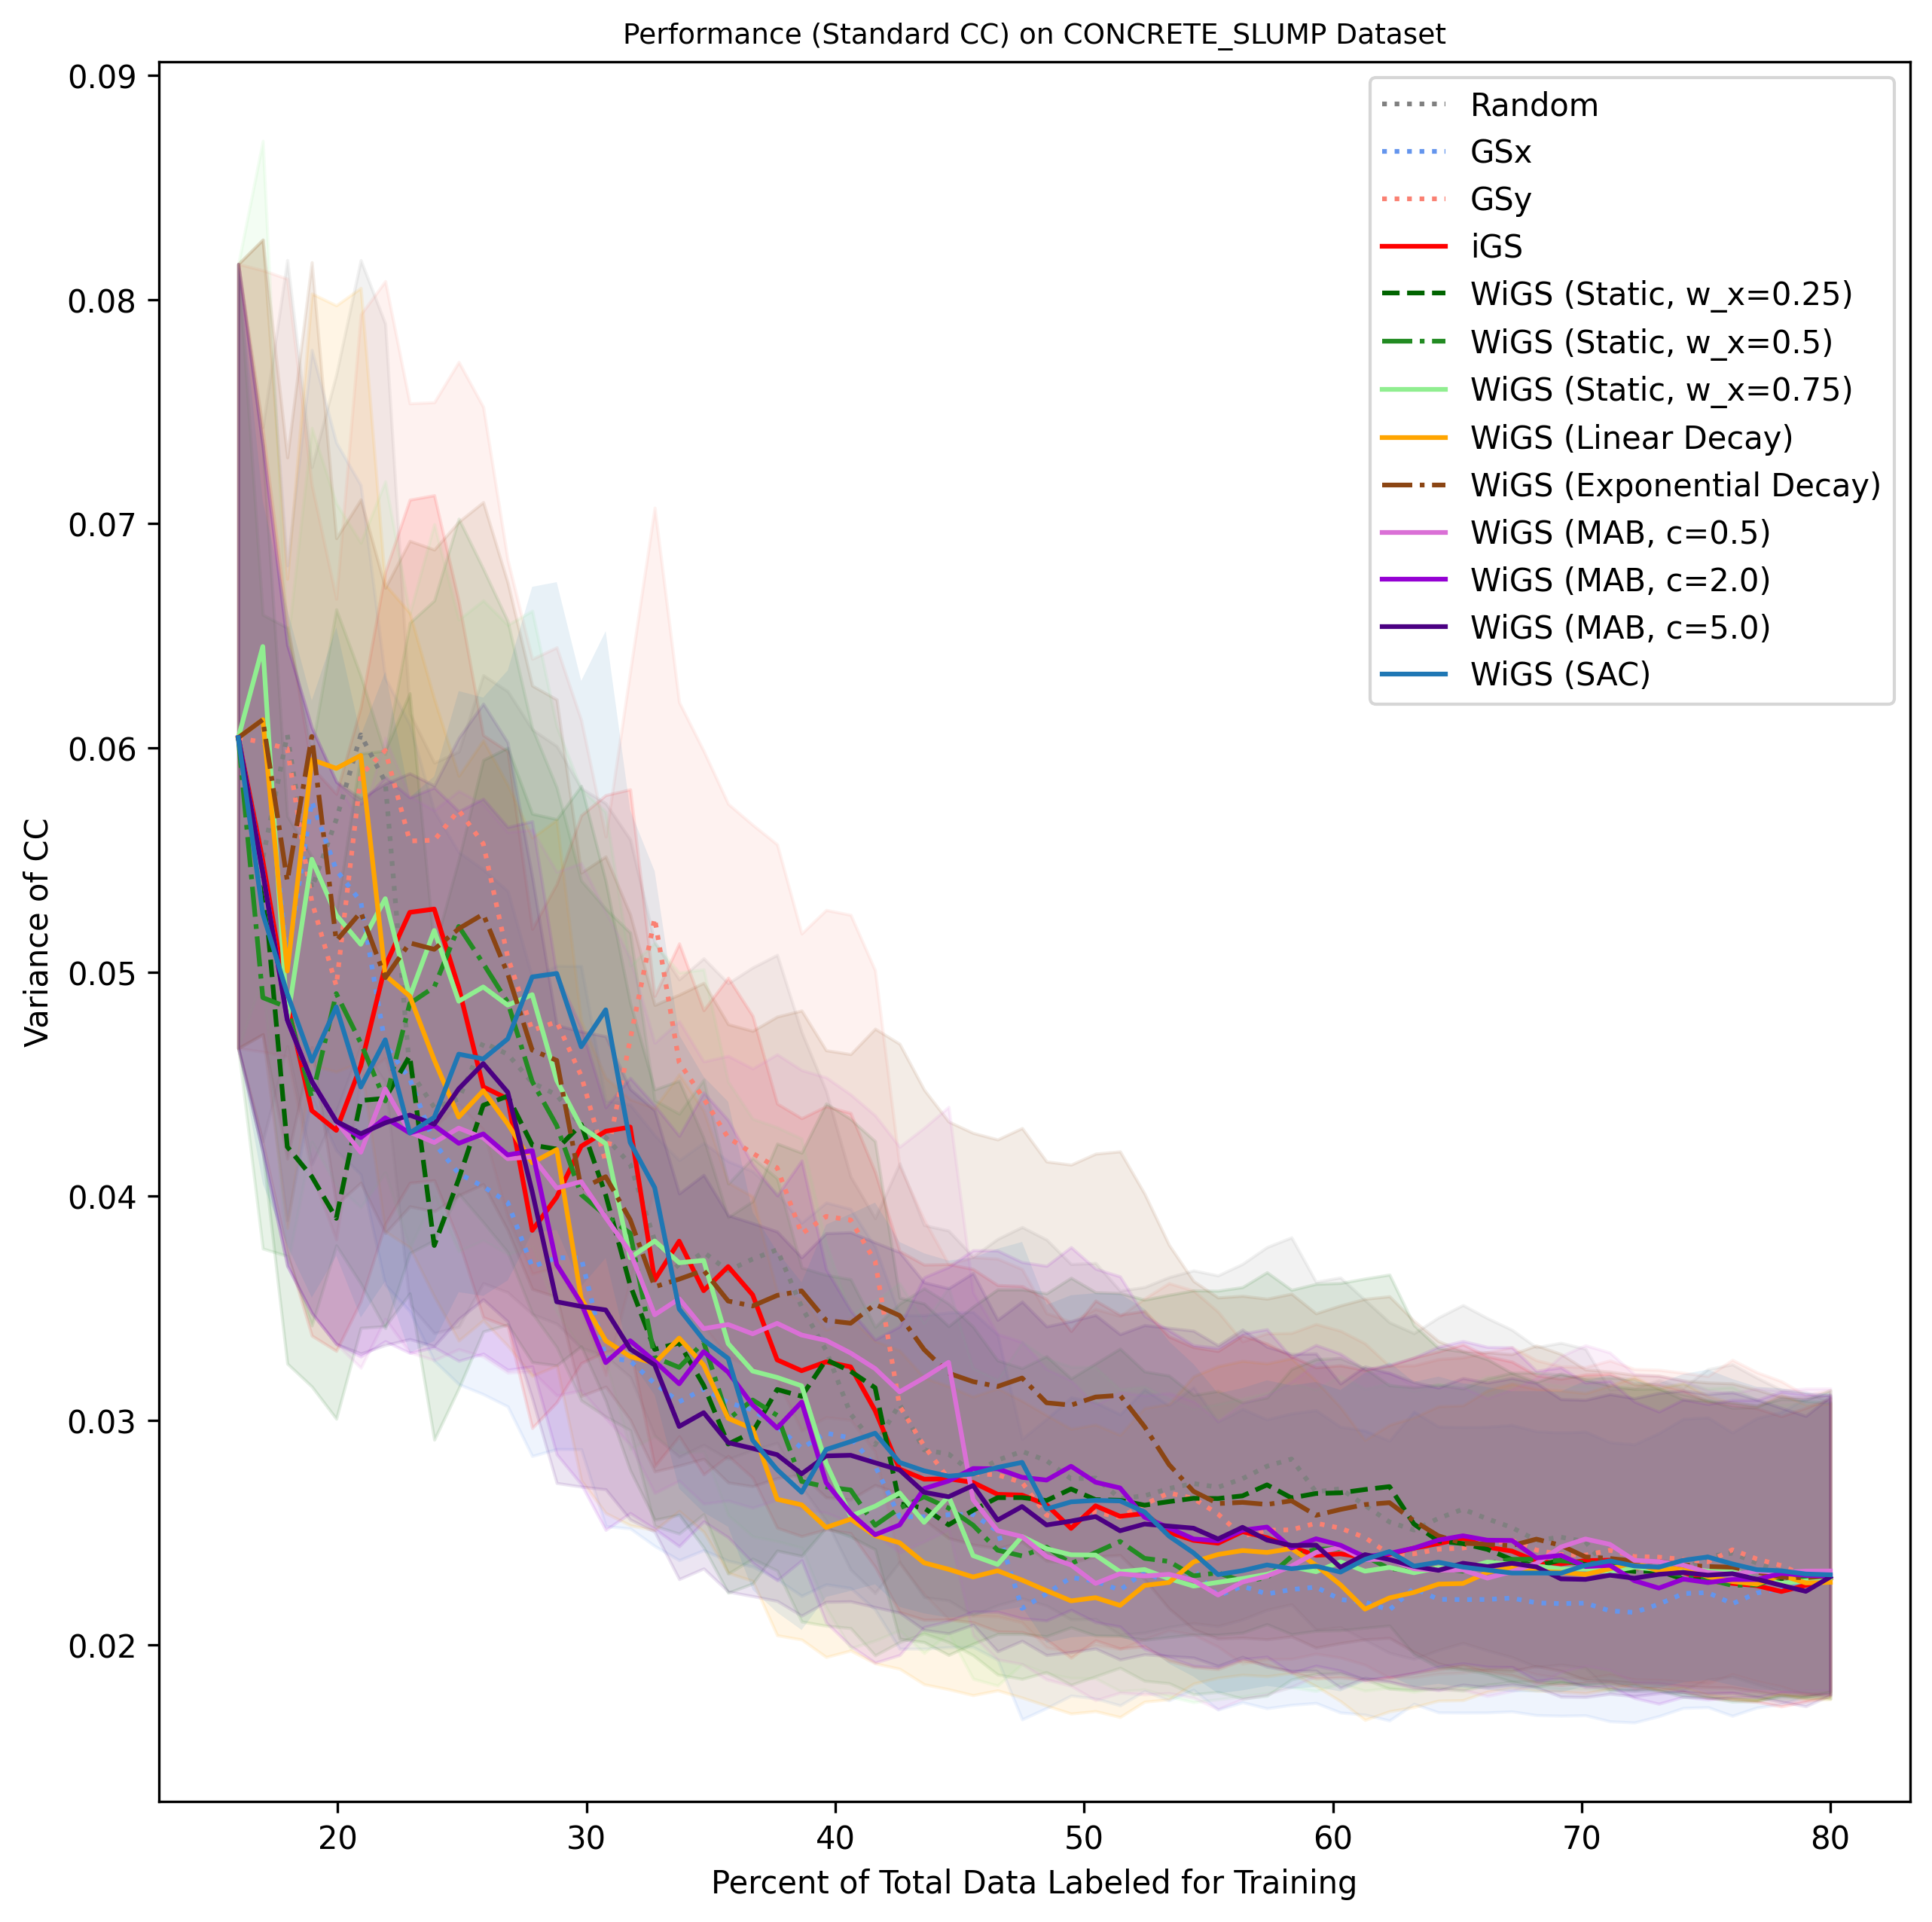 Performance (Standard CC) on CONCRETE_SLUMP Dataset
0.09
0.08
0.07
0.06
0.05
0.04
0.03
0.02
Variance of CC
Random
GSx
GSy
iGS
WiGS (Static, w_x=0.25)
WiGS (Static, w_x=0.5)
WiGS (Static, w_x=0.75)
WiGS (Linear Decay)
WiGS (Exponential Decay)
WiGS (MAB, c=0.5)
WiGS (MAB, c=2.0)
WiGS (MAB, c=5.0)
WiGS (SAC)
20 30 40 50 60 70 80
Percent of Total Data Labeled for Training